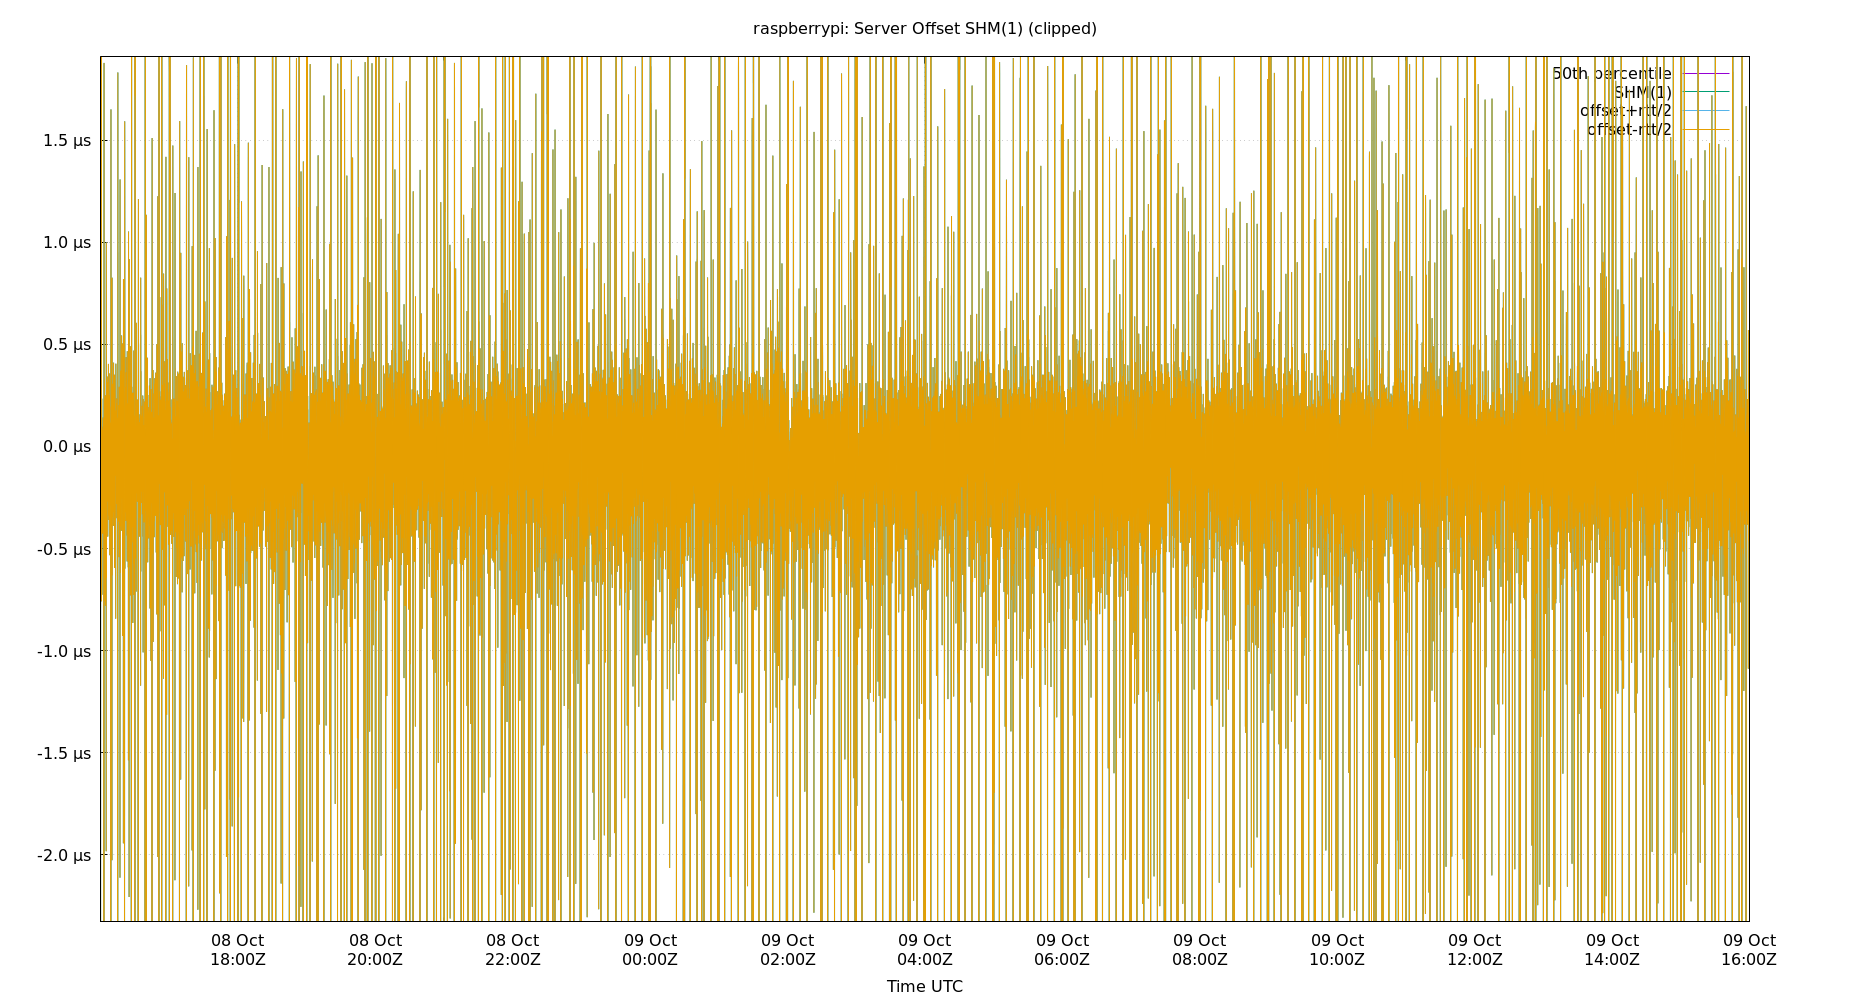 raspberrypi: Server Offset SHM(1) (clipped)
50th percentile
SHM(1)
offset+rtt/2
offset-rtt/2
1.5 µs
1.0 µs
0.5 µs
0.0 µs
-0.5 µs
-1.0 µs
-1.5 µs
-2.0 µs
08 Oct 08 Oct 08 Oct 09 Oct 09 Oct 09 Oct 09 Oct 09 Oct 09 Oct 09 Oct 09 Oct 09 Oct
18:00Z 20:00Z 22:00Z 00:00Z 02:00Z 04:00Z 06:00Z 08:00Z 10:00Z 12:00Z 14:00Z 16:00Z
Time UTC